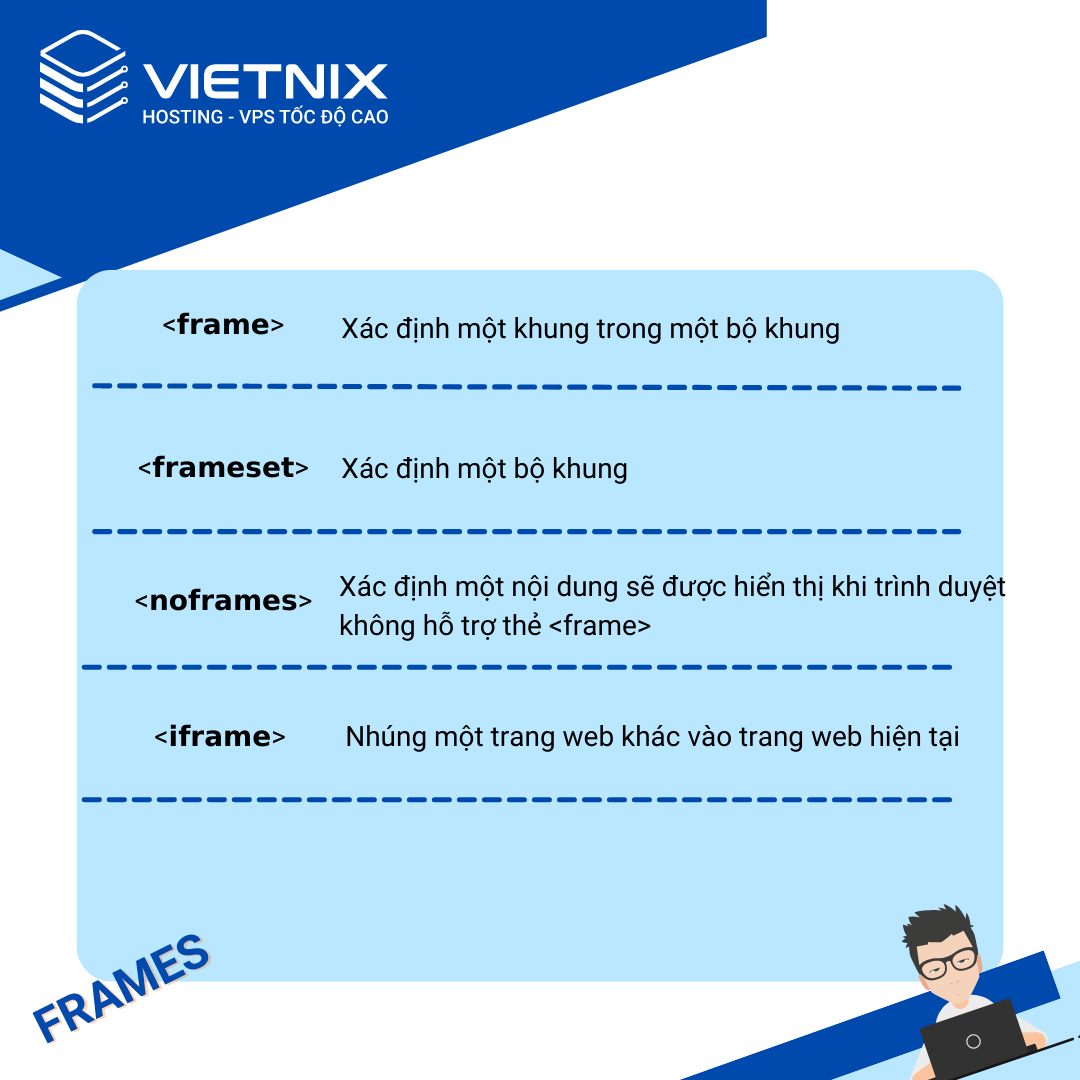 VIETNIX
HOSTING - VPS TỐC ĐỘ CAO
<frame> Xác định một khung trong một bộ khung
<frameset> Xác định một bộ khung
<noframes> Xác định một nội dung sẽ được hiển thị khi trình duyệt
không hỗ trợ thẻ <frame>
<iframe> Nhúng một trang web khác vào trang web hiện tại
FRAMES